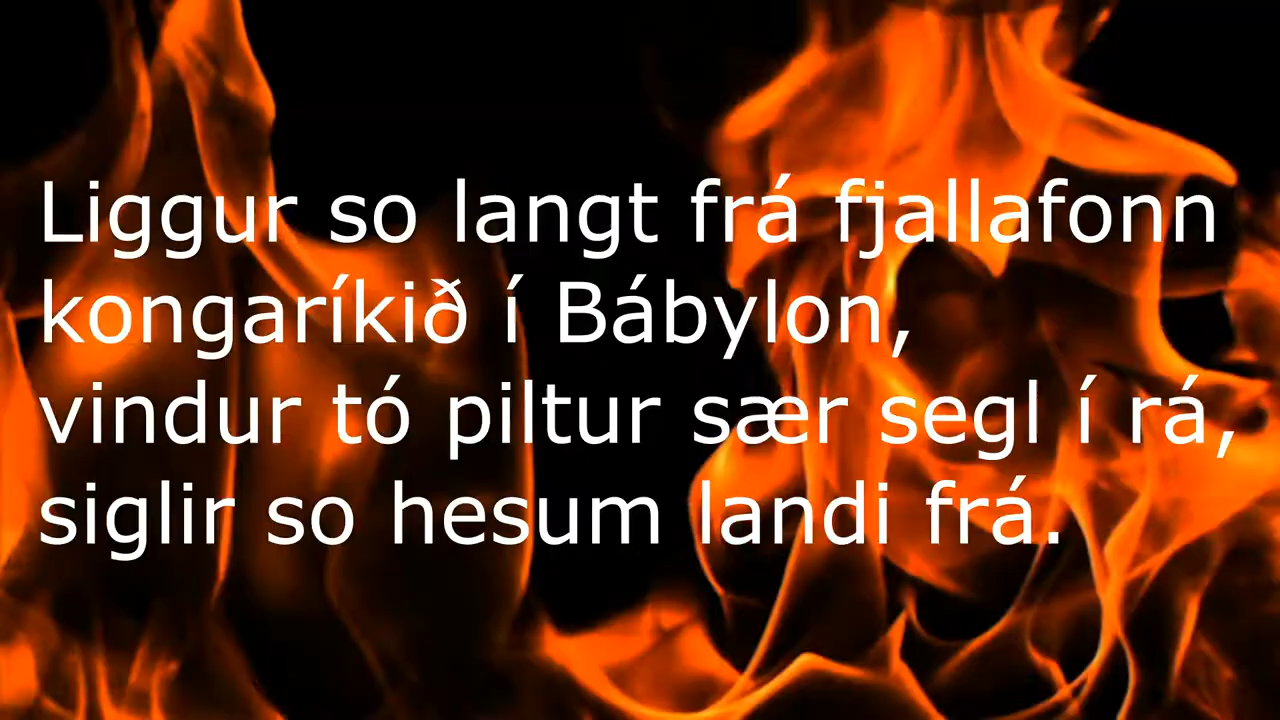 Liggur so langt frá fjallafonn
kongaríkið í Bábylon,
vindur tó piltur sær segl í rá,
siglir so hesum landi frá.